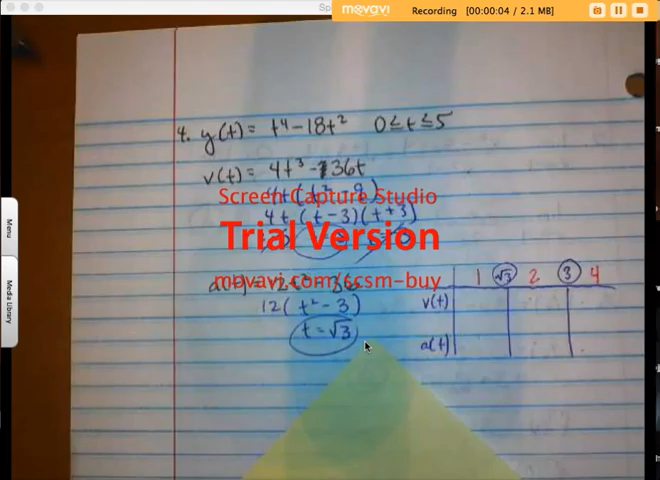 Sp
movavi Recording [00:00:04 / 2.1 MB]
4. y(t) = t⁴ - 18t² 0 ≤ t ≤ 5
v(t) = 4t³ - 36t
4t (t² - 9)
Screen Capture Studio
4t (t - 3)(t + 3)
Trial Version
movavi.com/tcsm-buy
a(t) = 12t² - 36
12(t² - 3)
t = √3
1 √3 2 3 4
v(t)
a(t)
Menu
Media Library